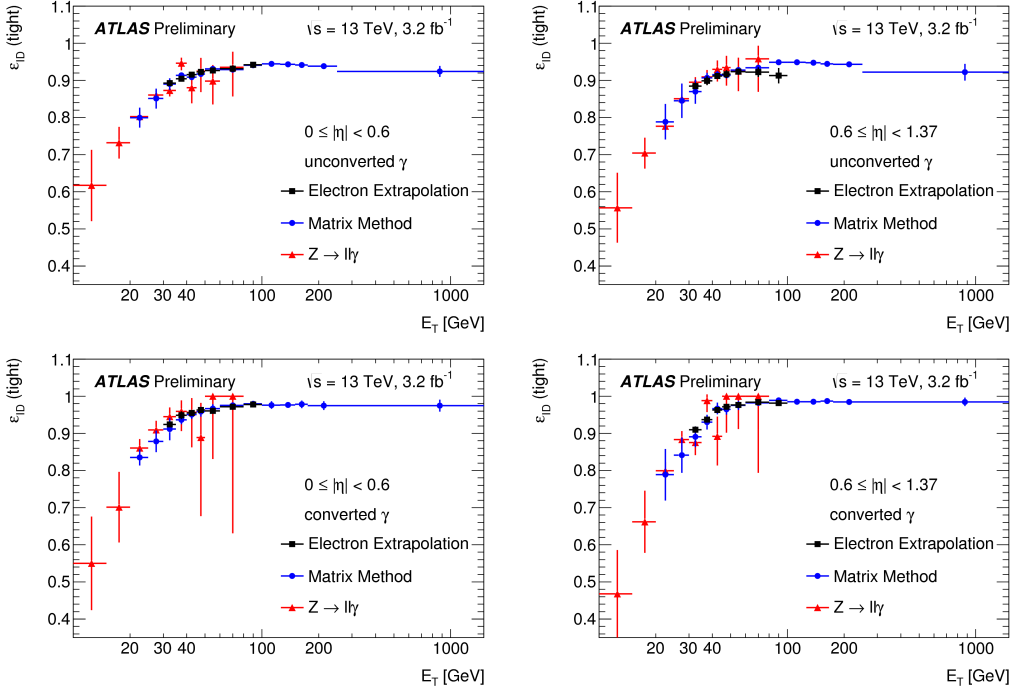 ATLAS Preliminary √s = 13 TeV, 3.2 fb⁻¹
ε_ID (tight)
1.1
1
0.9
0.8
0.7
0.6
0.5
0.4
0 ≤ |η| < 0.6
unconverted γ
Electron Extrapolation
Matrix Method
Z → llγ
20 30 40 100 200 1000
E_T [GeV]
ATLAS Preliminary √s = 13 TeV, 3.2 fb⁻¹
ε_ID (tight)
1.1
1
0.9
0.8
0.7
0.6
0.5
0.4
0.6 ≤ |η| < 1.37
unconverted γ
Electron Extrapolation
Matrix Method
Z → llγ
20 30 40 100 200 1000
E_T [GeV]
ATLAS Preliminary √s = 13 TeV, 3.2 fb⁻¹
ε_ID (tight)
1.1
1
0.9
0.8
0.7
0.6
0.5
0.4
0 ≤ |η| < 0.6
converted γ
Electron Extrapolation
Matrix Method
Z → llγ
20 30 40 100 200 1000
E_T [GeV]
ATLAS Preliminary √s = 13 TeV, 3.2 fb⁻¹
ε_ID (tight)
1.1
1
0.9
0.8
0.7
0.6
0.5
0.4
0.6 ≤ |η| < 1.37
converted γ
Electron Extrapolation
Matrix Method
Z → llγ
20 30 40 100 200 1000
E_T [GeV]